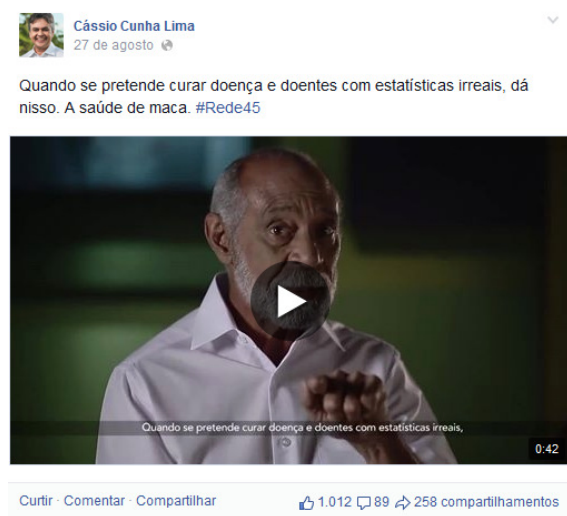 Cássio Cunha Lima
27 de agosto
Quando se pretende curar doença e doentes com estatísticas irreais, dá
nisso. A saúde de maca. #Rede45
Quando se pretende curar doença e doentes com estatísticas irreais,
0:42
Curtir · Comentar · Compartilhar 1.012 89 258 compartilhamentos